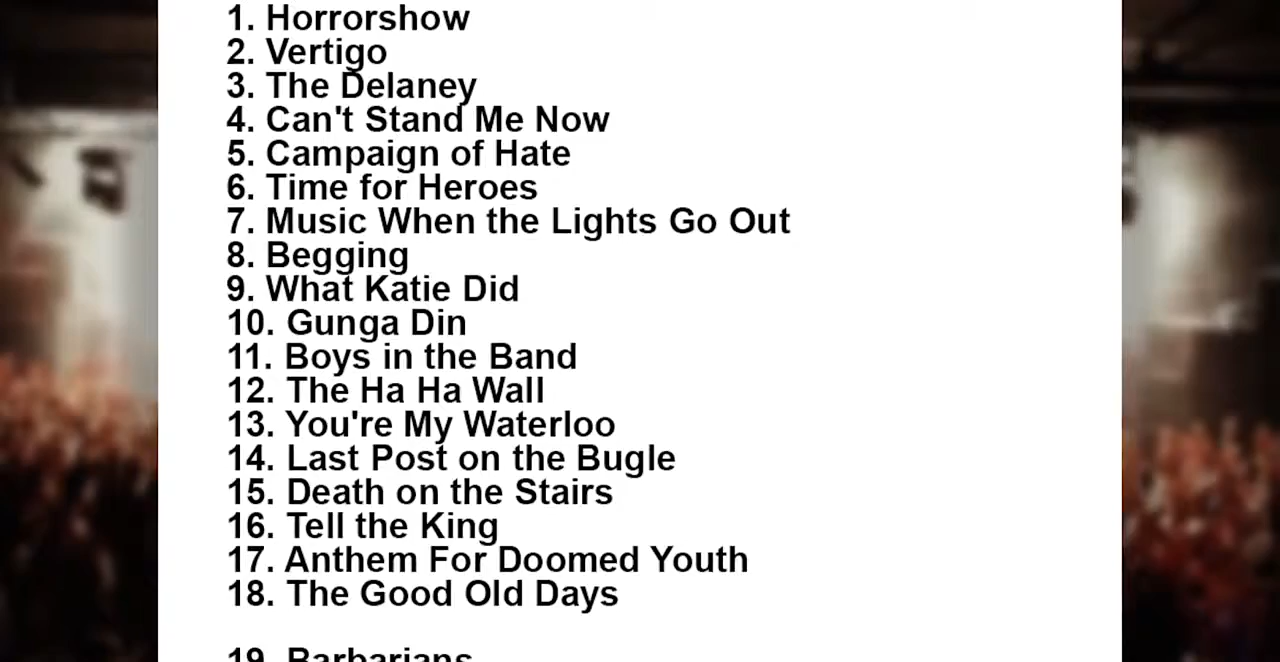 1. Horrorshow
2. Vertigo
3. The Delaney
4. Can't Stand Me Now
5. Campaign of Hate
6. Time for Heroes
7. Music When the Lights Go Out
8. Begging
9. What Katie Did
10. Gunga Din
11. Boys in the Band
12. The Ha Ha Wall
13. You're My Waterloo
14. Last Post on the Bugle
15. Death on the Stairs
16. Tell the King
17. Anthem For Doomed Youth
18. The Good Old Days
19. Barbarians